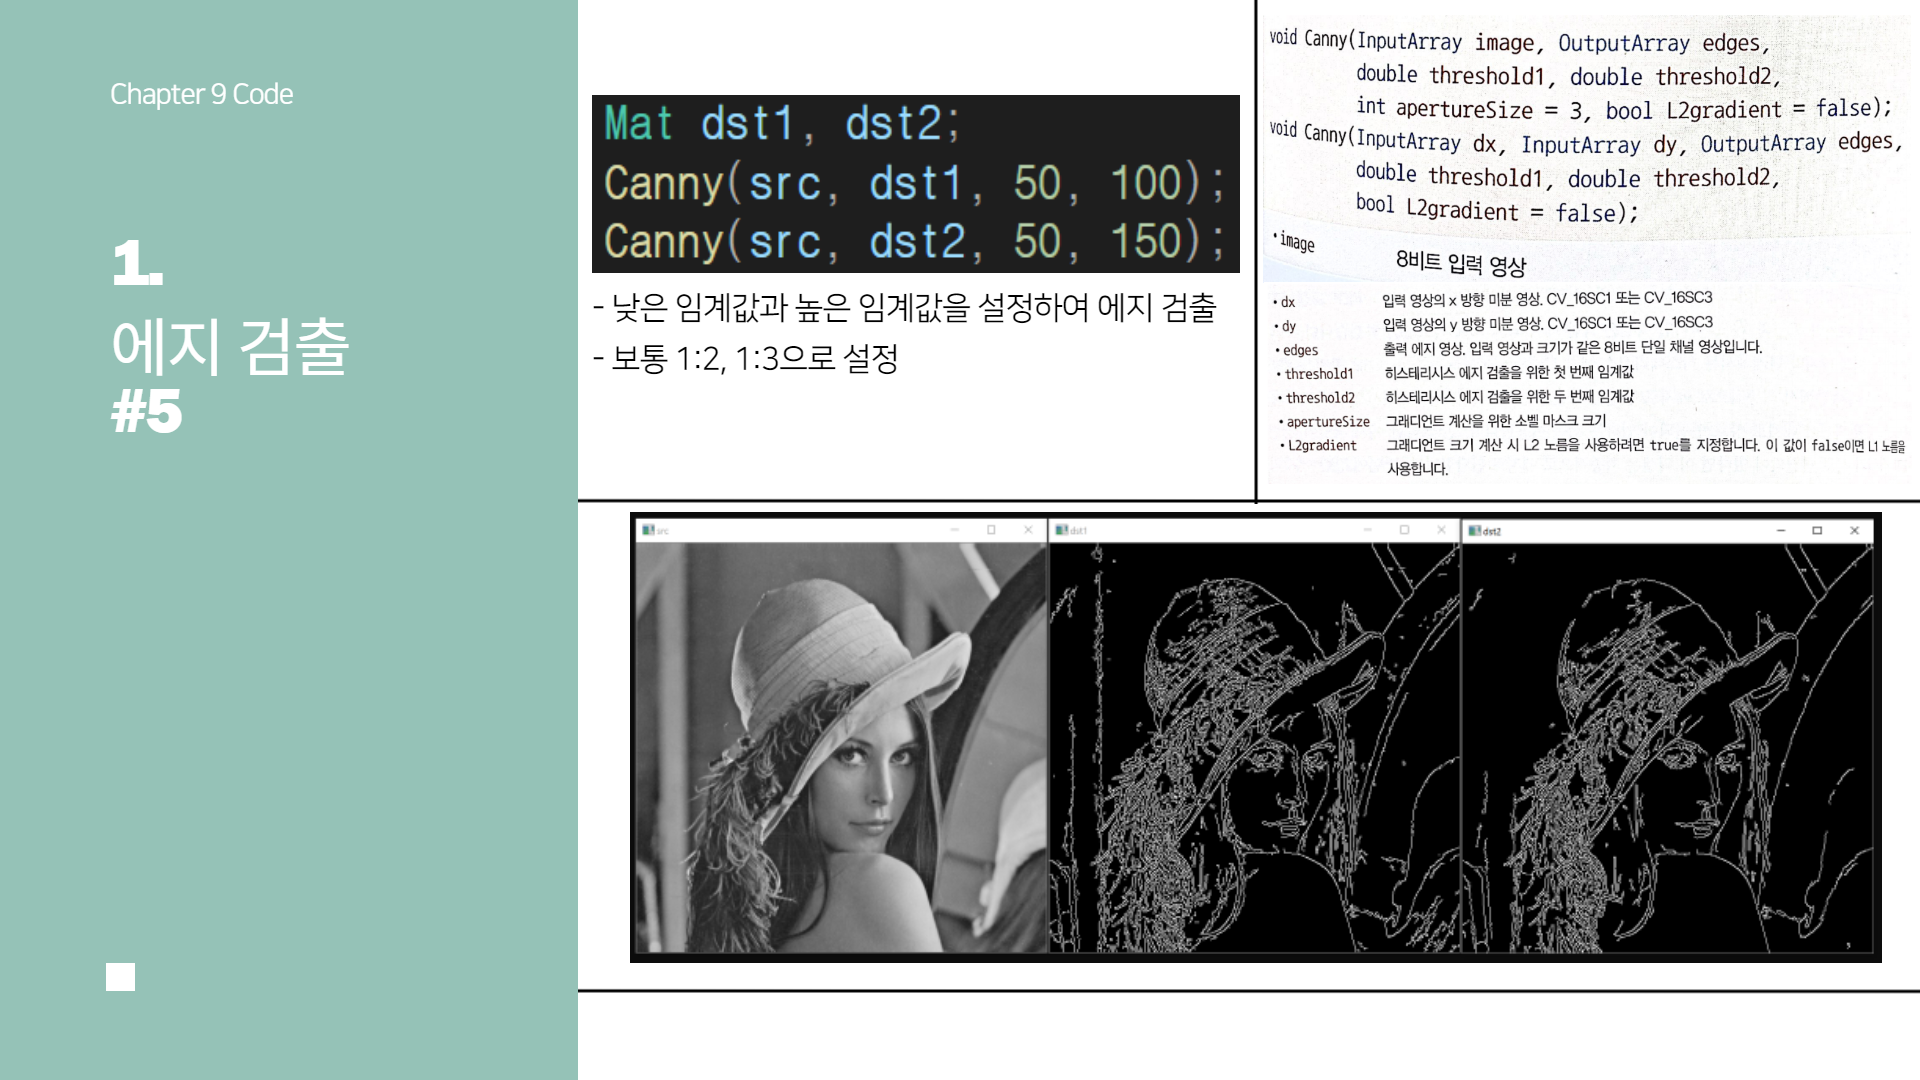 Chapter 9 Code
1.
에지 검출
#5
Mat dst1, dst2;
Canny(src, dst1, 50, 100);
Canny(src, dst2, 50, 150);
- 낮은 임계값과 높은 임계값을 설정하여 에지 검출
- 보통 1:2, 1:3으로 설정
void Canny(InputArray image, OutputArray edges,
double threshold1, double threshold2,
int apertureSize = 3, bool L2gradient = false);
void Canny(InputArray dx, InputArray dy, OutputArray edges,
double threshold1, double threshold2,
bool L2gradient = false);
• image 8비트 입력 영상
• dx 입력 영상의 x 방향 미분 영상. CV_16SC1 또는 CV_16SC3
• dy 입력 영상의 y 방향 미분 영상. CV_16SC1 또는 CV_16SC3
• edges 출력 에지 영상. 입력 영상과 크기가 같은 8비트 단일 채널 영상입니다.
• threshold1 히스테리시스 에지 검출을 위한 첫 번째 임계값
• threshold2 히스테리시스 에지 검출을 위한 두 번째 임계값
• apertureSize 그래디언트 계산을 위한 소벨 마스크 크기
• L2gradient 그래디언트 크기 계산 시 L2 노름을 사용하려면 true를 지정합니다. 이 값이 false이면 L1 노름을
사용합니다.
src
dst1
dst2